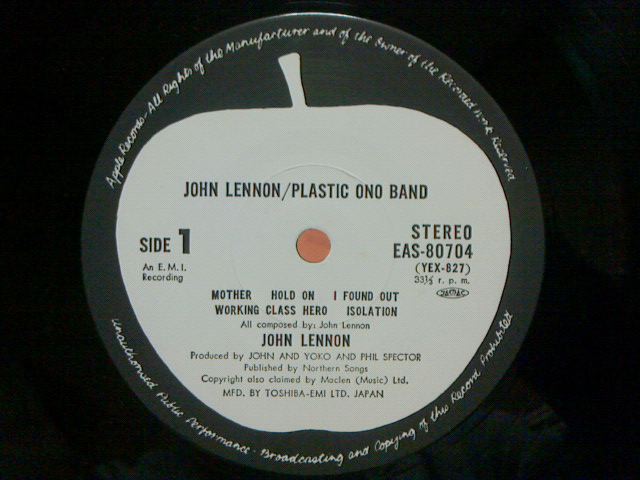 Apple Records · All Rights of the Manufacturer and of the Owner of the Recorded Work Reserved
JOHN LENNON/PLASTIC ONO BAND
SIDE 1
STEREO
EAS-80704
(YEX-827)
33⅓ r. p. m.
An E. M. I.
Recording
MOTHER HOLD ON I FOUND OUT
WORKING CLASS HERO ISOLATION
All composed by: John Lennon
JOHN LENNON
Produced by JOHN AND YOKO AND PHIL SPECTOR
Published by Northern Songs
Copyright also claimed by Maclen (Music) Ltd.
MFD. BY TOSHIBA-EMI LTD. JAPAN
Unauthorised Public Performance · Broadcasting and Copying of this Record Prohibited